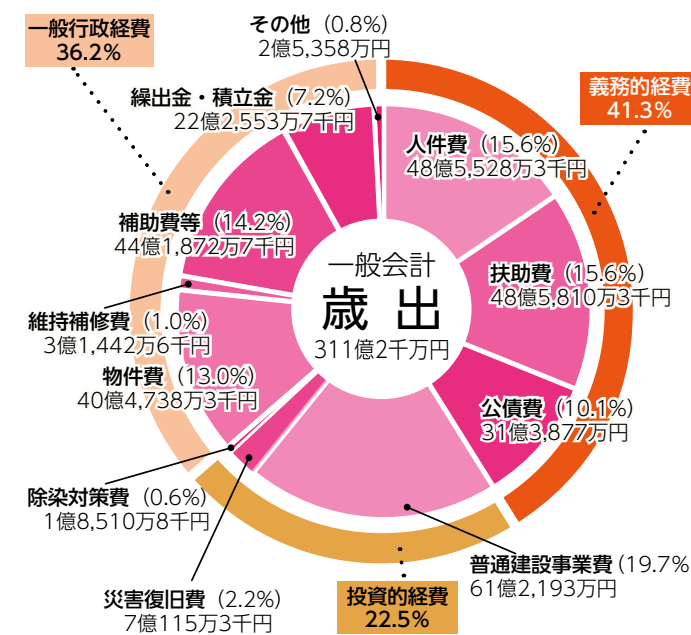 一般行政経費
36.2%
その他（0.8%）
2億5,358万円
繰出金・積立金（7.2%）
22億2,553万7千円
義務的経費
41.3%
人件費（15.6%）
48億5,528万3千円
補助費等（14.2%）
44億1,872万7千円
扶助費（15.6%）
48億5,810万3千円
一般会計
歳出
311億2千万円
維持補修費（1.0%）
3億1,442万6千円
物件費（13.0%）
40億4,738万3千円
公債費（10.1%）
31億3,877万円
除染対策費（0.6%）
1億8,510万8千円
普通建設事業費（19.7%
61億2,193万円
災害復旧費（2.2%）
7億115万3千円
投資的経費
22.5%